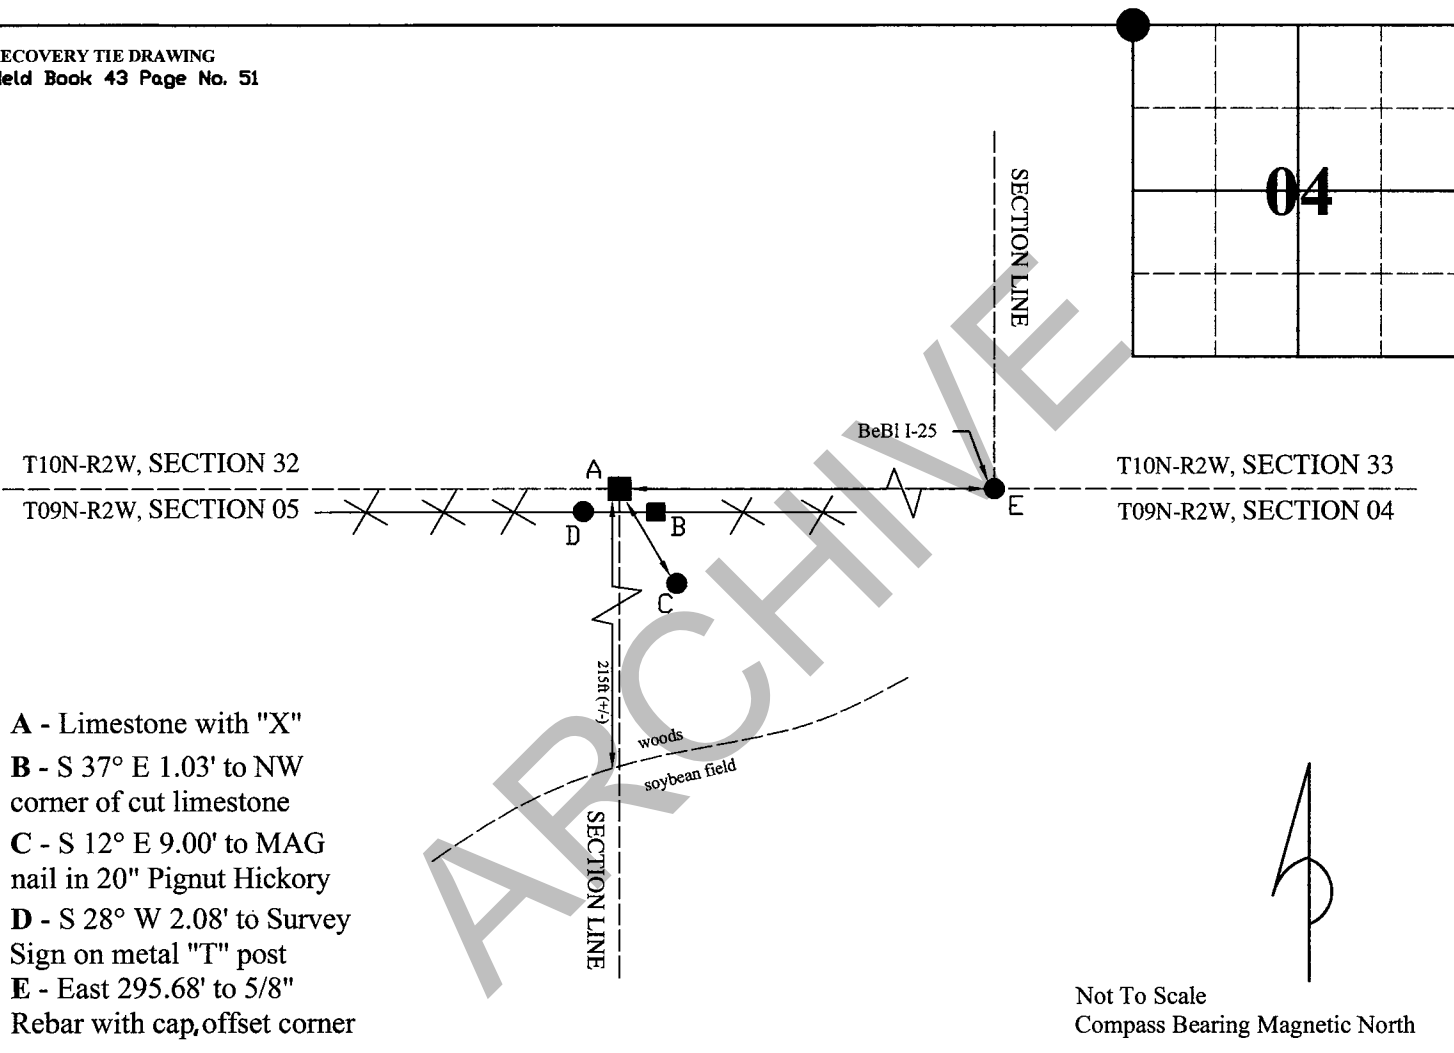 ECOVERY TIE DRAWING
ield Book 43 Page No. 51
04
SECTION LINE
BeBl I-25
T10N-R2W, SECTION 32
T10N-R2W, SECTION 33
A
T09N-R2W, SECTION 05
T09N-R2W, SECTION 04
D
B
E
C
215ft (+/-)
woods
soybean field
SECTION LINE
ARCHIVE
A - Limestone with "X"
B - S 37° E 1.03' to NW
corner of cut limestone
C - S 12° E 9.00' to MAG
nail in 20" Pignut Hickory
D - S 28° W 2.08' to Survey
Sign on metal "T" post
E - East 295.68' to 5/8"
Rebar with cap, offset corner
Not To Scale
Compass Bearing Magnetic North